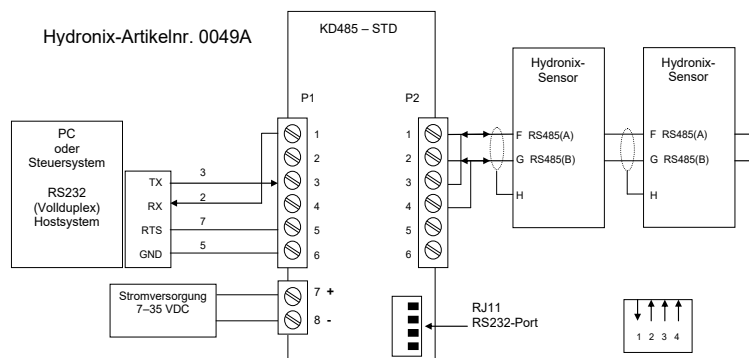 Hydronix-Artikelnr. 0049A
KD485 – STD
P1
P2
PC
oder
Steuersystem
RS232
(Vollduplex)
Hostsystem
TX
RX
RTS
GND
3
2
7
5
1
2
3
4
5
6
7 +
8 -
Stromversorgung
7–35 VDC
1
2
3
4
5
6
Hydronix-
Sensor
F RS485(A)
G RS485(B)
H
Hydronix-
Sensor
F RS485(A)
G RS485(B)
H
RJ11
RS232-Port
1 2 3 4